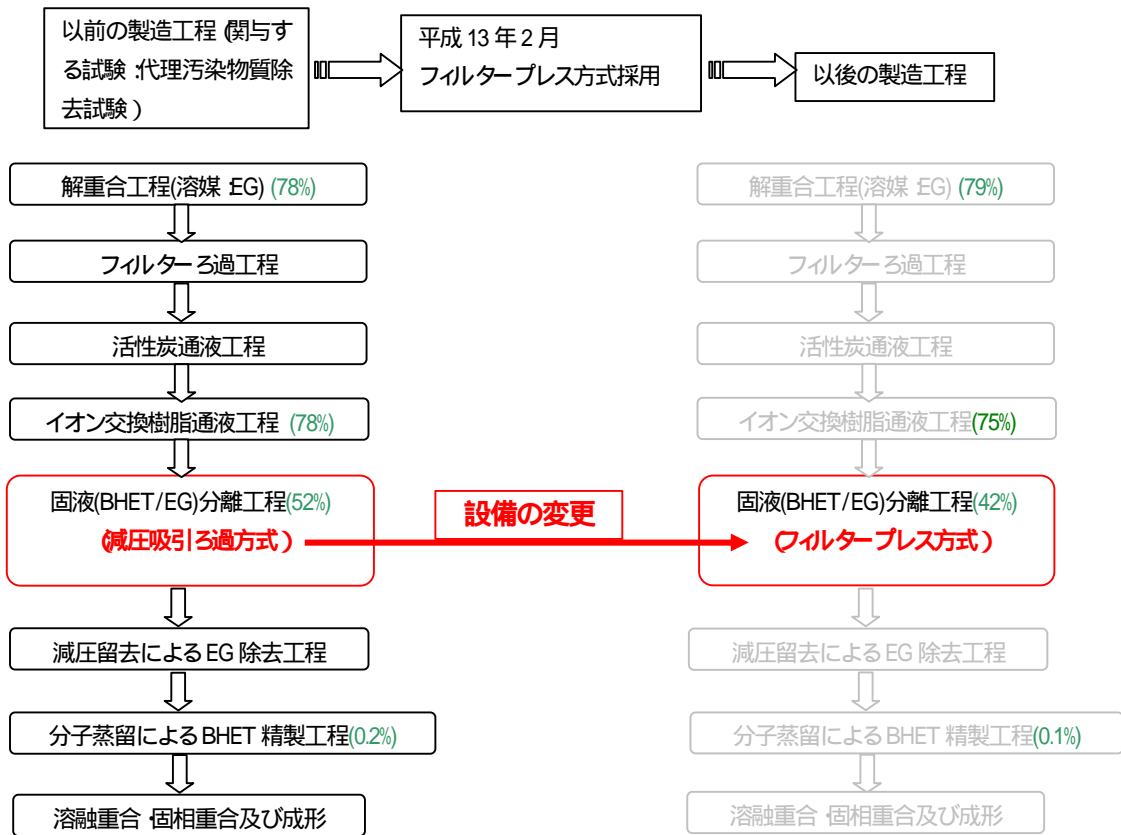 以前の製造工程(関与す
る試験:代理汚染物質除
去試験)
平成13年2月
フィルタープレス方式採用
以後の製造工程
解重合工程(溶媒:EG) (78%)
フィルターろ過工程
活性炭通液工程
イオン交換樹脂通液工程 (78%)
固液(BHET/EG)分離工程(52%)
(減圧吸引ろ過方式)
減圧留去によるEG除去工程
分子蒸留によるBHET 精製工程(0.2%)
溶融重合・固相重合及び成形
設備の変更
解重合工程(溶媒:EG) (79%)
フィルターろ過工程
活性炭通液工程
イオン交換樹脂通液工程(75%)
固液(BHET/EG)分離工程(42%)
(フィルタープレス方式)
減圧留去によるEG除去工程
分子蒸留によるBHET 精製工程(0.1%)
溶融重合・固相重合及び成形